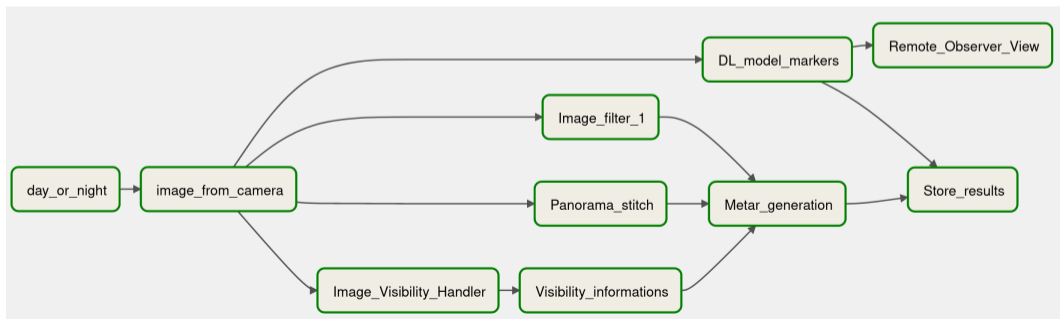 Remote_Observer_View
DL_model_markers
Image_filter_1
day_or_night
image_from_camera
Store_results
Panorama_stitch
Metar_generation
Image_Visibility_Handler
Visibility_informations